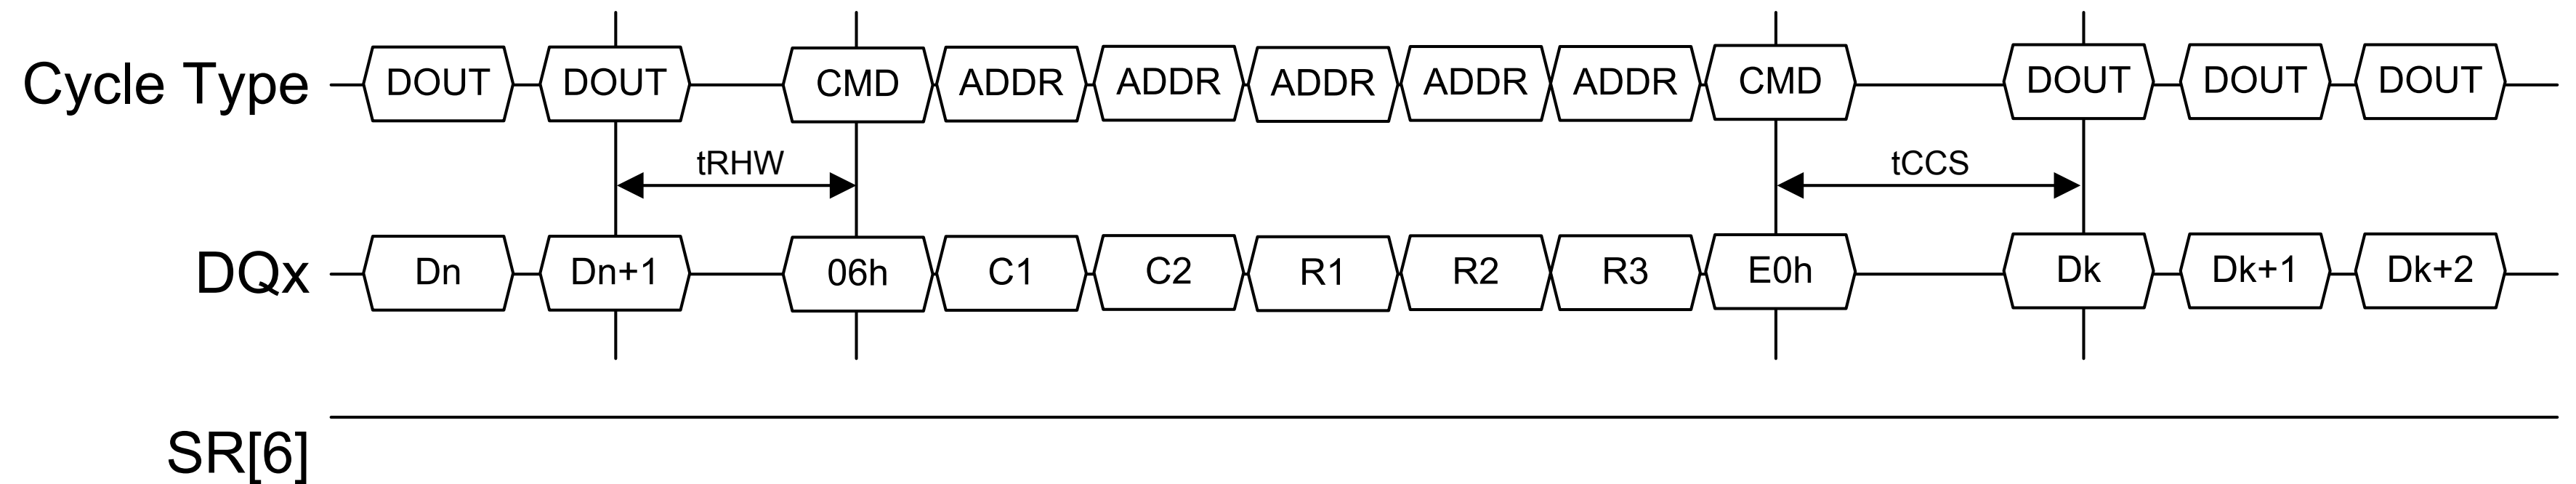 Cycle Type DOUT DOUT CMD ADDR ADDR ADDR ADDR ADDR CMD DOUT DOUT DOUT
tRHW tCCS
DQx Dn Dn+1 06h C1 C2 R1 R2 R3 E0h Dk Dk+1 Dk+2
SR[6]